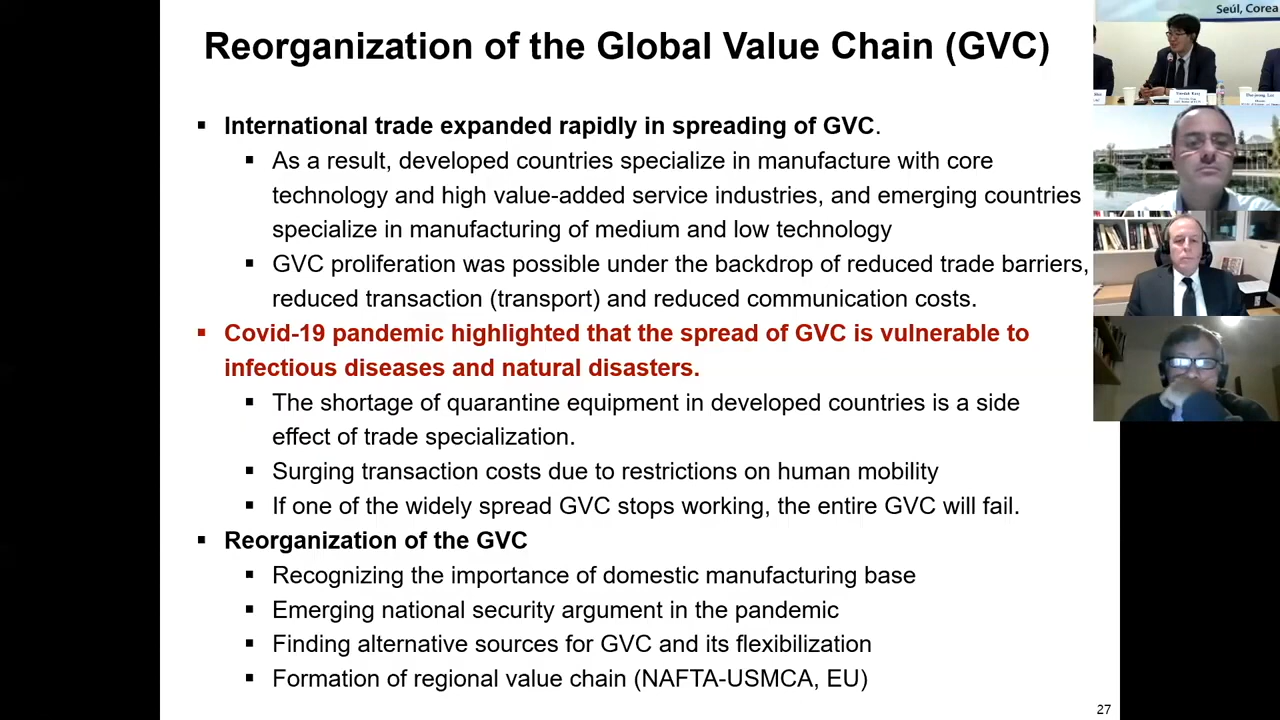 Reorganization of the Global Value Chain (GVC)
▪ International trade expanded rapidly in spreading of GVC.
▪ As a result, developed countries specialize in manufacture with core
technology and high value-added service industries, and emerging countries
specialize in manufacturing of medium and low technology
▪ GVC proliferation was possible under the backdrop of reduced trade barriers,
reduced transaction (transport) and reduced communication costs.
▪ Covid-19 pandemic highlighted that the spread of GVC is vulnerable to
infectious diseases and natural disasters.
▪ The shortage of quarantine equipment in developed countries is a side
effect of trade specialization.
▪ Surging transaction costs due to restrictions on human mobility
▪ If one of the widely spread GVC stops working, the entire GVC will fail.
▪ Reorganization of the GVC
▪ Recognizing the importance of domestic manufacturing base
▪ Emerging national security argument in the pandemic
▪ Finding alternative sources for GVC and its flexibilization
▪ Formation of regional value chain (NAFTA-USMCA, EU)
27
Seúl, Corea